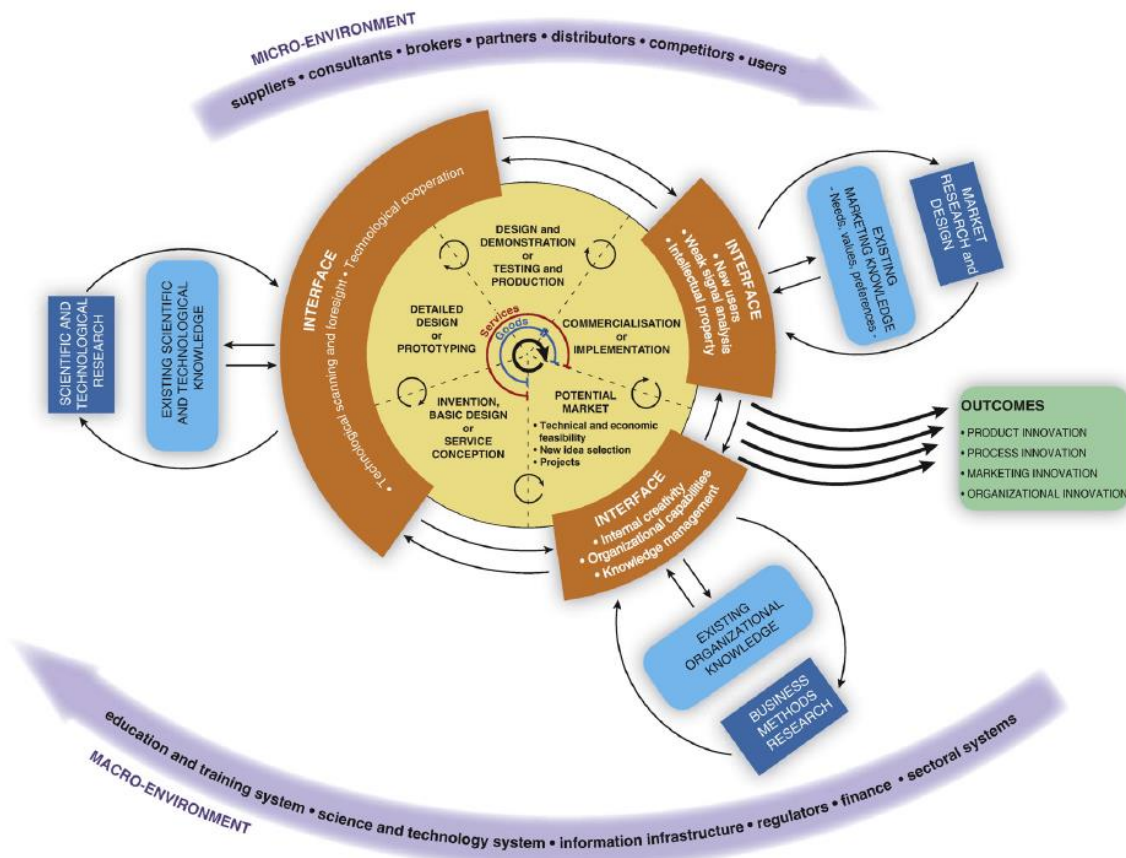 MICRO-ENVIRONMENT
suppliers • consultants • brokers • partners • distributors • competitors • users
INTERFACE
• Technological scanning and foresight • Technological cooperation
SCIENTIFIC AND
TECHNOLOGICAL
RESEARCH
EXISTING SCIENTIFIC
AND TECHNOLOGICAL
KNOWLEDGE
DESIGN and
DEMONSTRATION
or
TESTING and
PRODUCTION
DETAILED
DESIGN
or
PROTOTYPING
Services
Goods
COMMERCIALISATION
or
IMPLEMENTATION
INVENTION,
BASIC DESIGN
or
SERVICE
CONCEPTION
POTENTIAL
MARKET
• Technical and economic
feasibility
• New idea selection
• Projects
INTERFACE
• New users
• Weak signal analysis
• Intellectual property
EXISTING
MARKETING KNOWLEDGE
- Needs, values, preferences -
MARKET
RESEARCH and
DESIGN
INTERFACE
• Internal creativity
• Organizational capabilities
• Knowledge management
EXISTING
ORGANIZATIONAL
KNOWLEDGE
BUSINESS
METHODS
RESEARCH
OUTCOMES
• PRODUCT INNOVATION
• PROCESS INNOVATION
• MARKETING INNOVATION
• ORGANIZATIONAL INNOVATION
education and training system • science and technology system • information infrastructure • regulators • finance • sectoral systems
MACRO-ENVIRONMENT